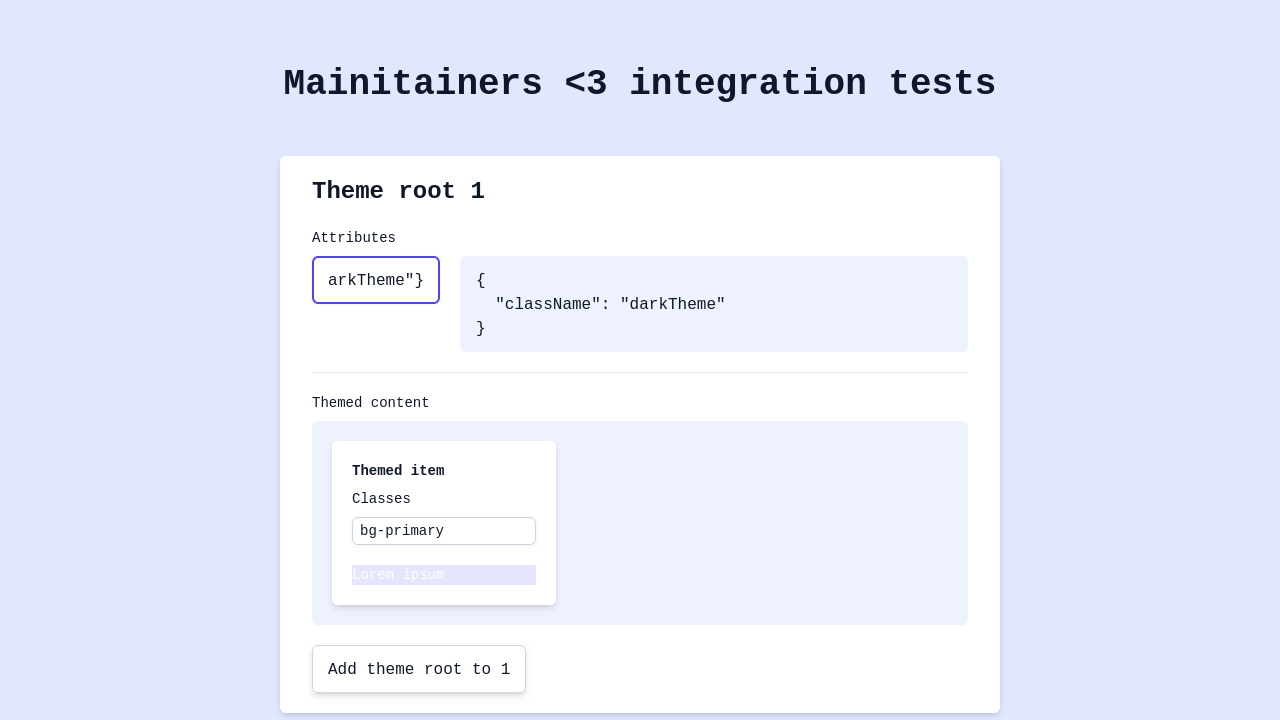 Mainitainers <3 integration tests
Theme root 1
Attributes
arkTheme"}
{
"className": "darkTheme"
}
Themed content
Themed item
Classes
bg-primary
Lorem ipsum
Add theme root to 1